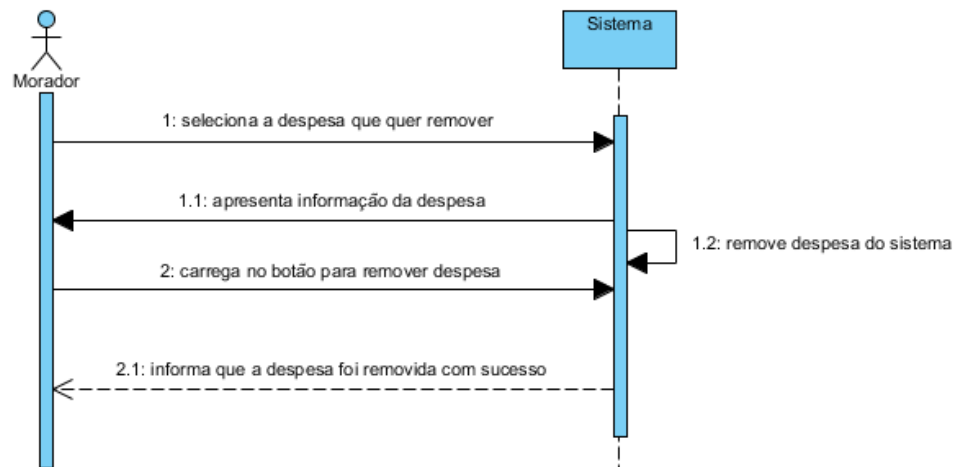 Sistema
Morador
1: seleciona a despesa que quer remover
1.1: apresenta informação da despesa
1.2: remove despesa do sistema
2: carrega no botão para remover despesa
2.1: informa que a despesa foi removida com sucesso